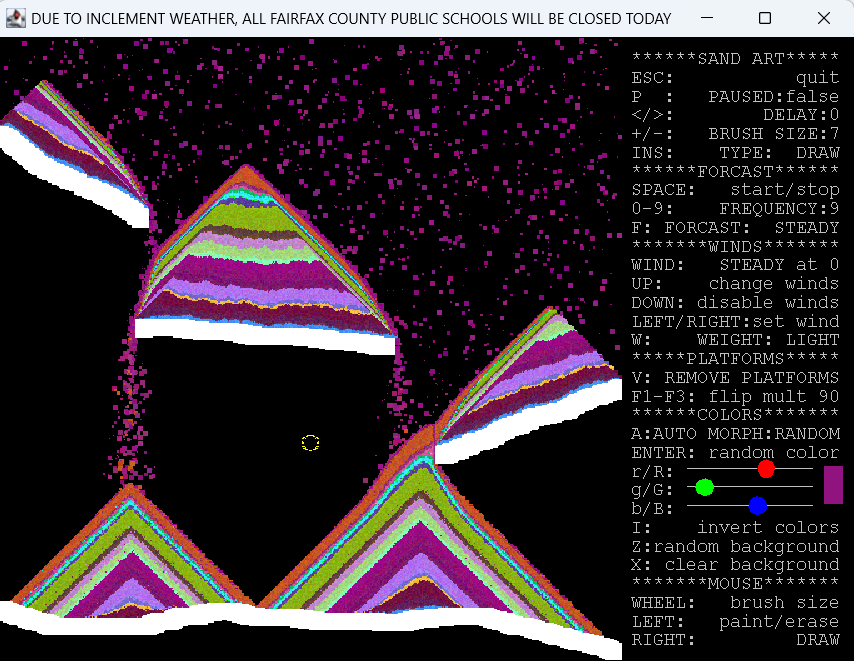 DUE TO INCLEMENT WEATHER, ALL FAIRFAX COUNTY PUBLIC SCHOOLS WILL BE CLOSED TODAY
******SAND ART*****
ESC: quit
P : PAUSED:false
</>: DELAY:0
+/-: BRUSH SIZE:7
INS: TYPE: DRAW
******FORCAST******
SPACE: start/stop
0-9: FREQUENCY:9
F: FORCAST: STEADY
*******WINDS*******
WIND: STEADY at 0
UP: change winds
DOWN: disable winds
LEFT/RIGHT:set wind
W: WEIGHT: LIGHT
*****PLATFORMS*****
V: REMOVE PLATFORMS
F1-F3: flip mult 90
******COLORS*******
A:AUTO MORPH:RANDOM
ENTER: random color
r/R:
g/G:
b/B:
I: invert colors
Z:random background
X: clear background
*******MOUSE*******
WHEEL: brush size
LEFT: paint/erase
RIGHT: DRAW